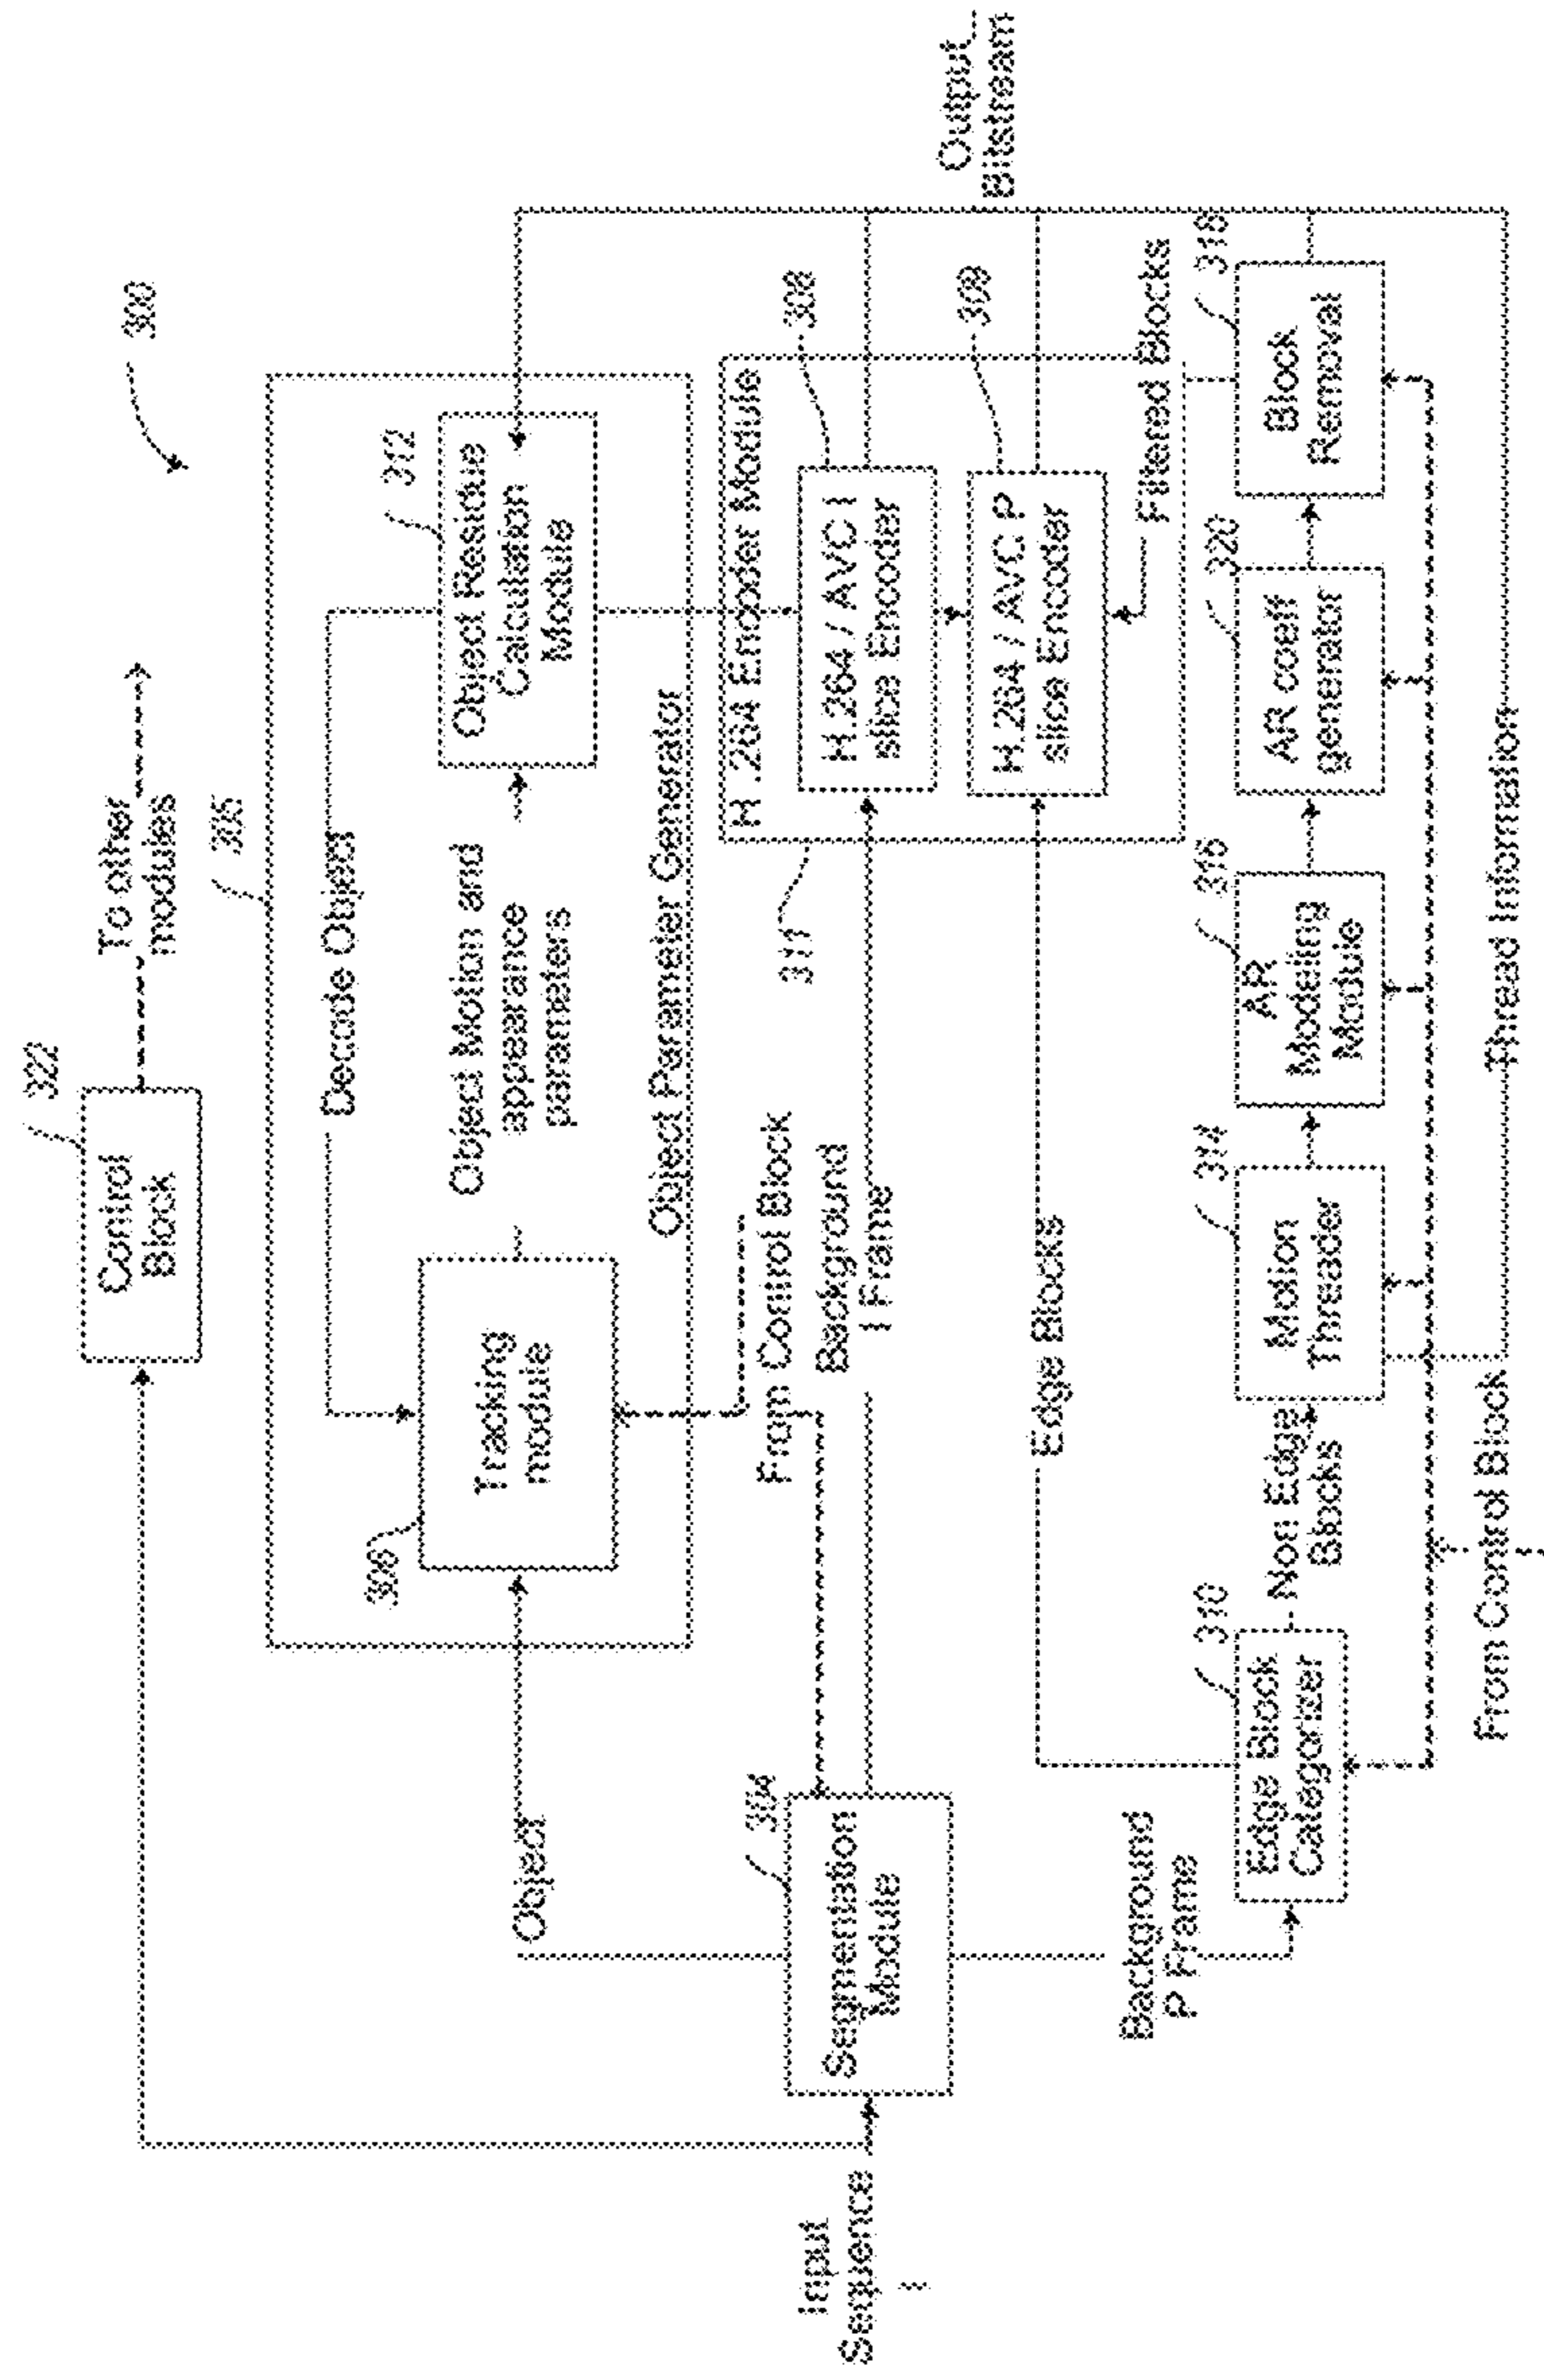 300
322
Control
Block
To other
modules
305
Decode Object
306
Tracking
module
Object Motion and
appearance
parameters
312
Object Residue
Calculation
Module
Object Parameter Generator
Object
From Control Block
Input
Sequence
I
304
Segmentation
Module
Background
I Frame
311
H .264 Encoder Module
308
H.264 / AVC I
slice Encoder
309
H.264 / AVC P
slice Encoder
Filtered Blocks
Output
Bitstream
Edge Blocks
Background
P Frame
310
Edge Block
Categorizer
Non Edge
Blocks
314
Motion
Threader
316
AR
Modeling
Module
320
AR coeff
generator
318
Block
Removal
From Control Block
Thread Information